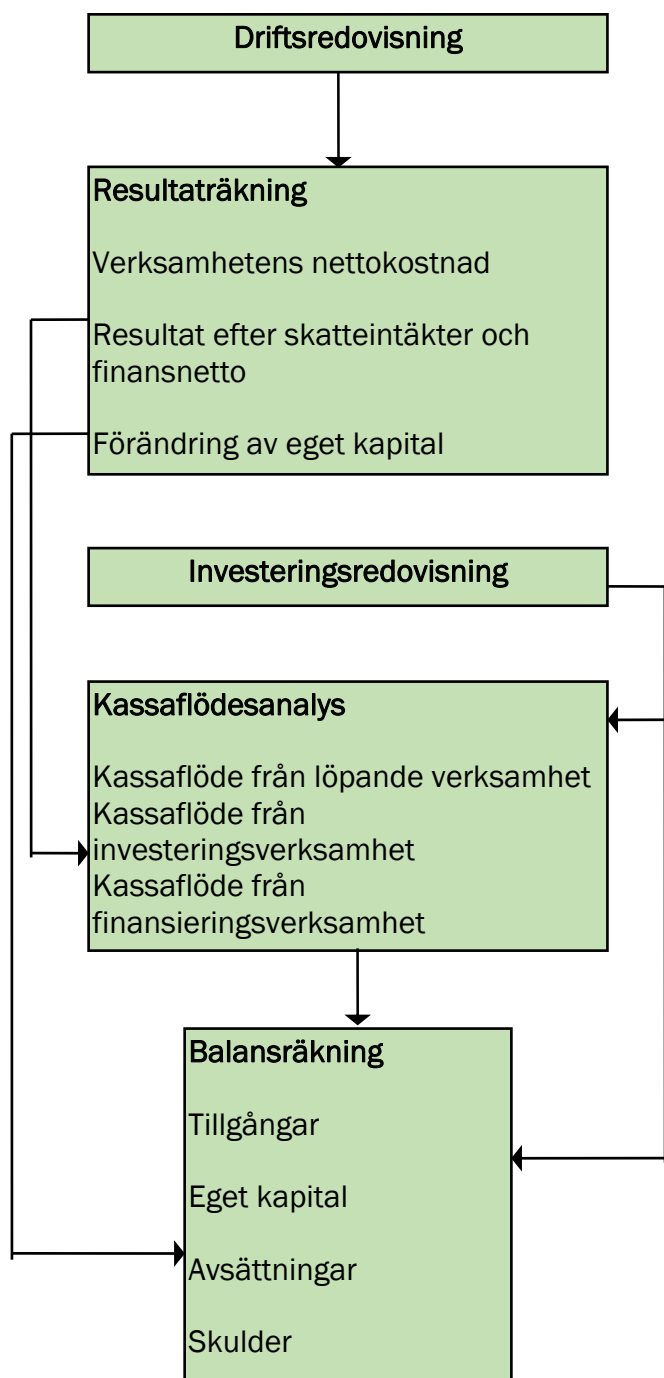 Driftsredovisning
Resultaträkning
Verksamhetens nettokostnad
Resultat efter skatteintäkter och
finansnetto
Förändring av eget kapital
Investeringsredovisning
Kassaflödesanalys
Kassaflöde från löpande verksamhet
Kassaflöde från
investeringsverksamhet
Kassaflöde från
finansieringsverksamhet
Balansräkning
Tillgångar
Eget kapital
Avsättningar
Skulder